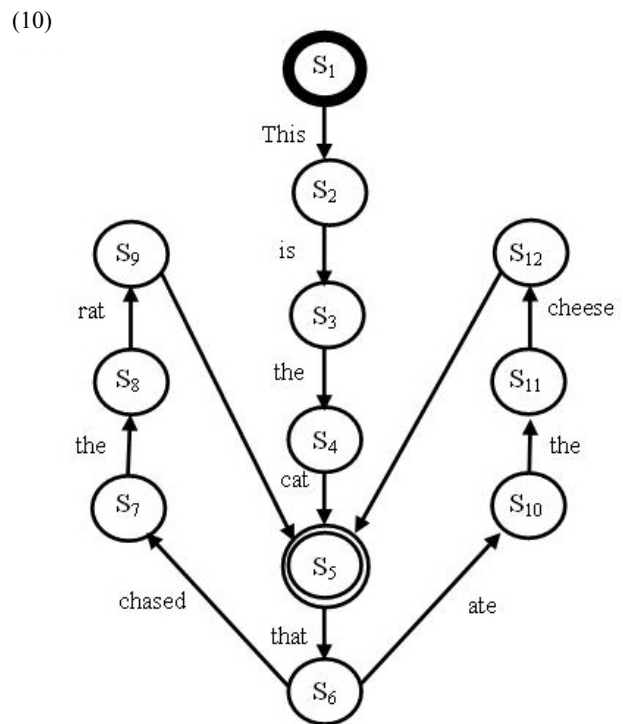 (10)
S1
This
S2
is
S9
S12
rat
S3
cheese
the
S8
S11
S4
the
cat
the
S7
S10
S5
chased
that
ate
S6